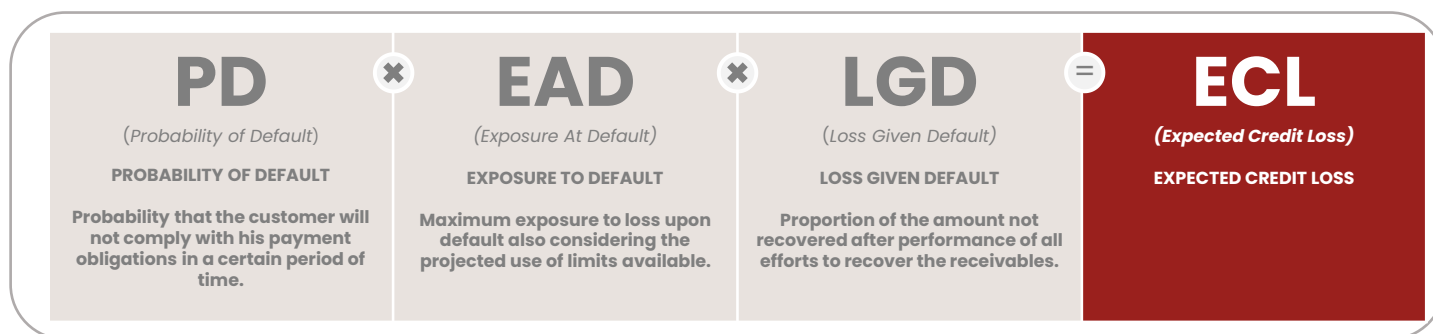 PD
(Probability of Default)
PROBABILITY OF DEFAULT
Probability that the customer will
not comply with his payment
obligations in a certain period of
time.
✖
EAD
(Exposure At Default)
EXPOSURE TO DEFAULT
Maximum exposure to loss upon
default also considering the
projected use of limits available.
✖
LGD
(Loss Given Default)
LOSS GIVEN DEFAULT
Proportion of the amount not
recovered after performance of all
efforts to recover the receivables.
=
ECL
(Expected Credit Loss)
EXPECTED CREDIT LOSS